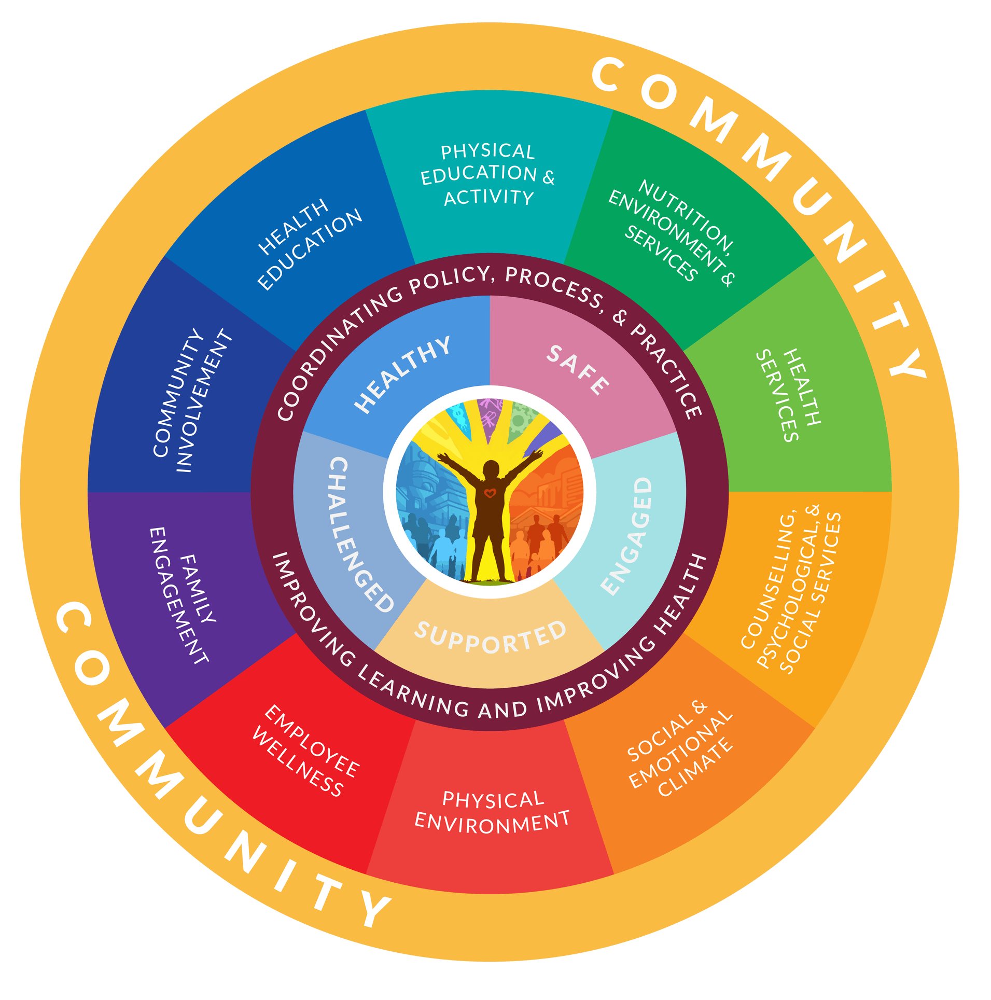 COMMUNITY
PHYSICAL
EDUCATION &
ACTIVITY
NUTRITION,
ENVIRONMENT &
SERVICES
HEALTH
SERVICES
COUNSELLING,
PSYCHOLOGICAL, &
SOCIAL SERVICES
SOCIAL &
EMOTIONAL
CLIMATE
PHYSICAL
ENVIRONMENT
EMPLOYEE
WELLNESS
FAMILY
ENGAGEMENT
COMMUNITY
INVOLVEMENT
HEALTH
EDUCATION
COORDINATING POLICY, PROCESS, & PRACTICE
IMPROVING LEARNING AND IMPROVING HEALTH
HEALTHY
SAFE
ENGAGED
SUPPORTED
CHALLENGED
COMMUNITY